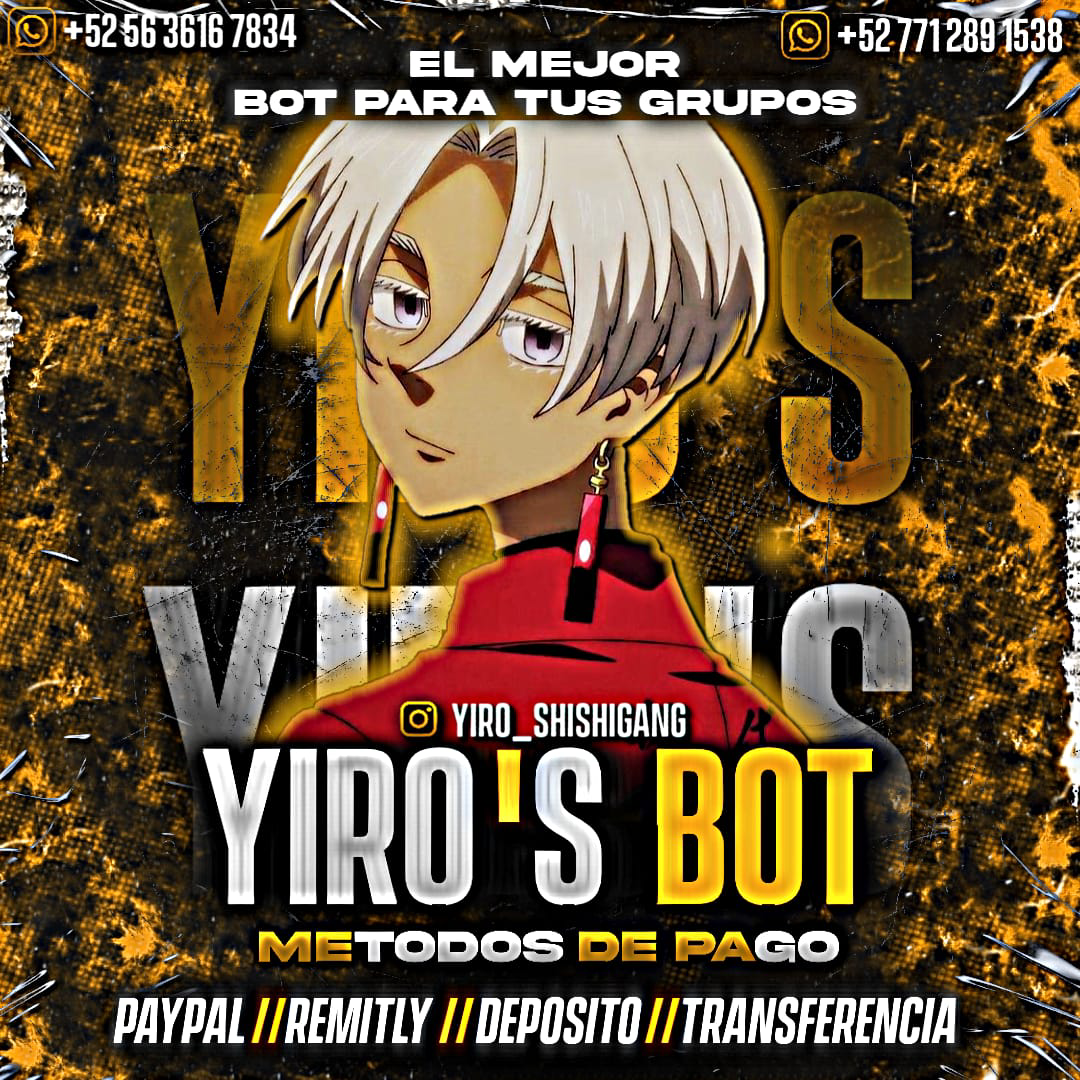 +52 56 3616 7834
+52 771 289 1538
EL MEJOR
BOT PARA TUS GRUPOS
YIRO_SHISHIGANG
YIRO'S BOT
METODOS DE PAGO
PAYPAL // REMITLY // DEPOSITO // TRANSFERENCIA